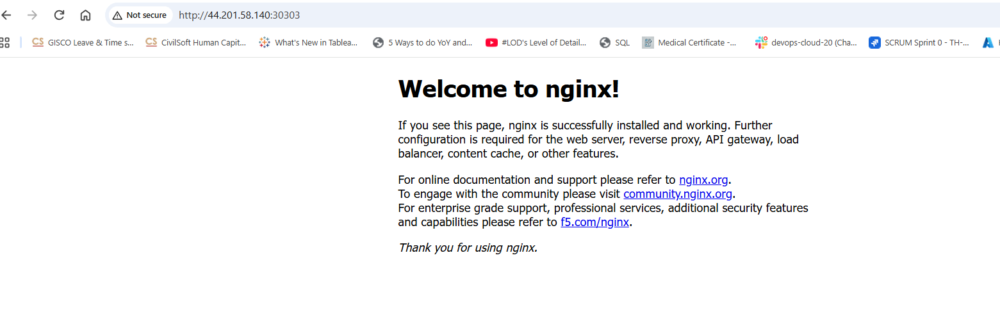 Not secure http://44.201.58.140:30303
GISCO Leave & Time s... CivilSoft Human Capit... What's New in Tablea... 5 Ways to do YoY and... #LOD's Level of Detail... SQL Medical Certificate -... devops-cloud-20 (Cha... SCRUM Sprint 0 - TH-...
Welcome to nginx!
If you see this page, nginx is successfully installed and working. Further
configuration is required for the web server, reverse proxy, API gateway, load
balancer, content cache, or other features.
For online documentation and support please refer to nginx.org.
To engage with the community please visit community.nginx.org.
For enterprise grade support, professional services, additional security features
and capabilities please refer to f5.com/nginx.
Thank you for using nginx.